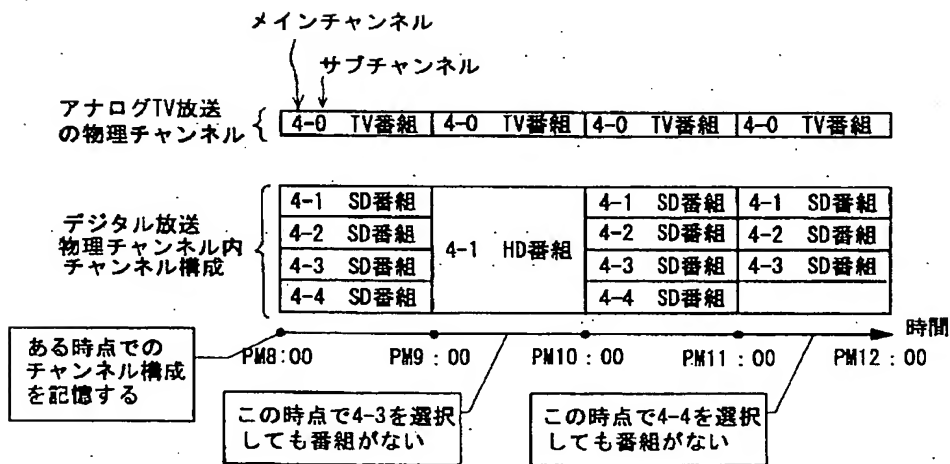 メインチャンネル
サブチャンネル
アナログTV放送
の物理チャンネル
4-0 TV番組 4-0 TV番組 4-0 TV番組 4-0 TV番組
デジタル放送
物理チャンネル内
チャンネル構成
4-1 SD番組 4-1 SD番組 4-1 SD番組
4-2 SD番組 4-2 SD番組 4-2 SD番組
4-1 HD番組
4-3 SD番組 4-3 SD番組 4-3 SD番組
4-4 SD番組 4-4 SD番組
時間
PM8:00 PM9:00 PM10:00 PM11:00 PM12:00
ある時点での
チャンネル構成
を記憶する
この時点で4-3を選択
しても番組がない
この時点で4-4を選択
しても番組がない